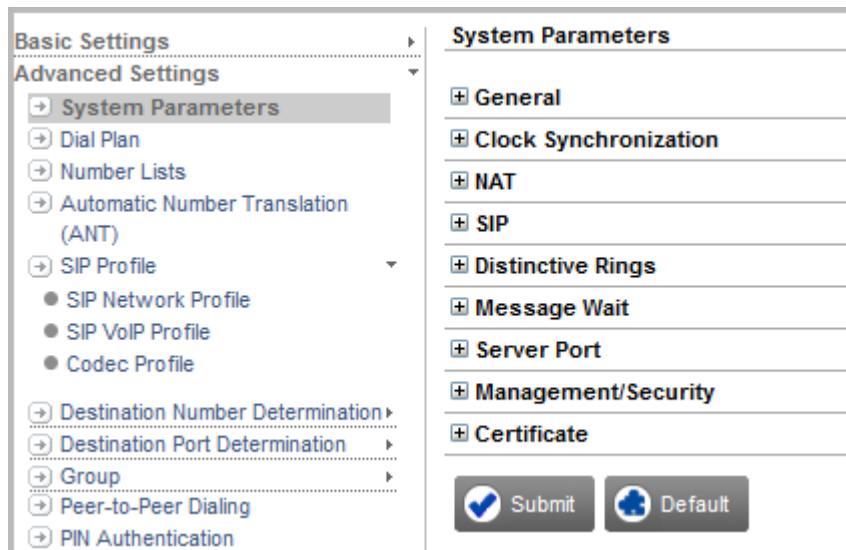 Basic Settings
Advanced Settings
System Parameters
Dial Plan
Number Lists
Automatic Number Translation
(ANT)
SIP Profile
SIP Network Profile
SIP VoIP Profile
Codec Profile
Destination Number Determination
Destination Port Determination
Group
Peer-to-Peer Dialing
PIN Authentication
System Parameters
General
Clock Synchronization
NAT
SIP
Distinctive Rings
Message Wait
Server Port
Management/Security
Certificate
Submit
Default